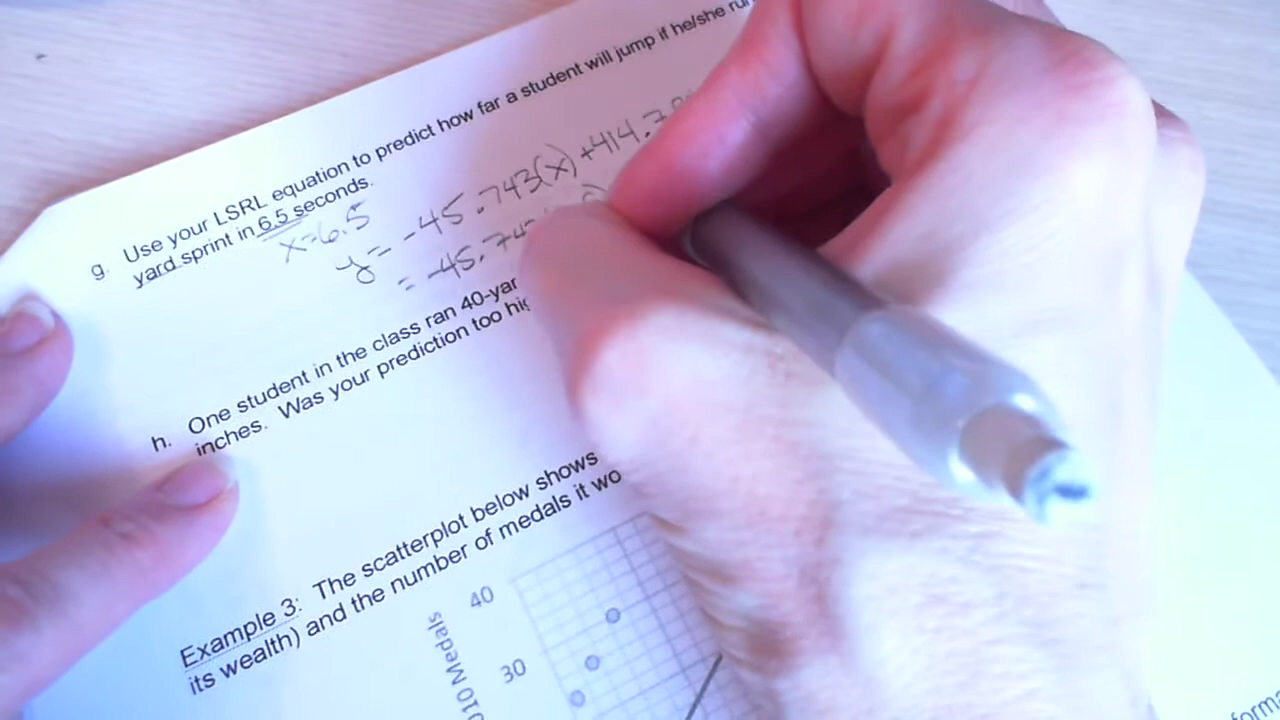 g. Use your LSRL equation to predict how far a student will jump if he/she
yard sprint in 6.5 seconds.
x=6.5
y = -45.743(x) +414.7
= -45.74
h. One student in the class ran 40-yar
inches. Was your prediction too
Example 3: The scatterplot below shows
its wealth) and the number of medals it wo
40
30
010 Medals